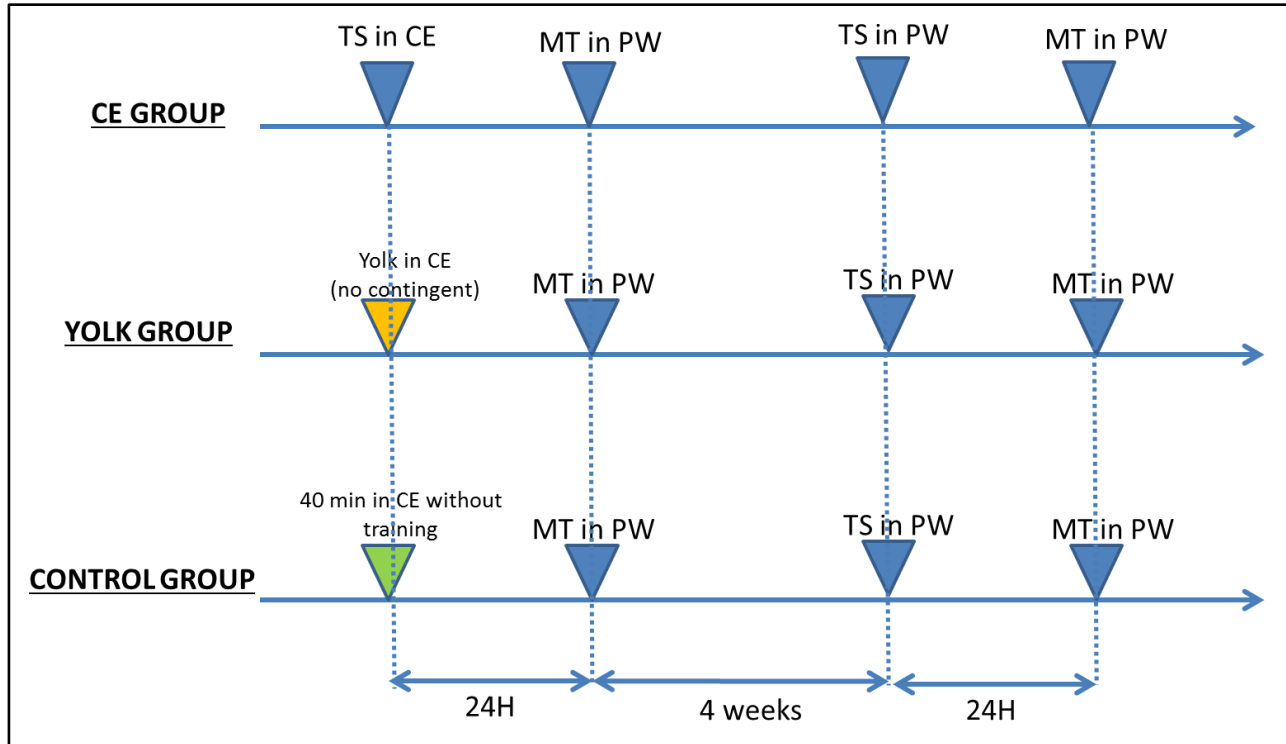 TS in CE
MT in PW
TS in PW
MT in PW
CE GROUP
Yolk in CE
(no contingent)
MT in PW
TS in PW
MT in PW
YOLK GROUP
40 min in CE without
training
MT in PW
TS in PW
MT in PW
CONTROL GROUP
24H
4 weeks
24H